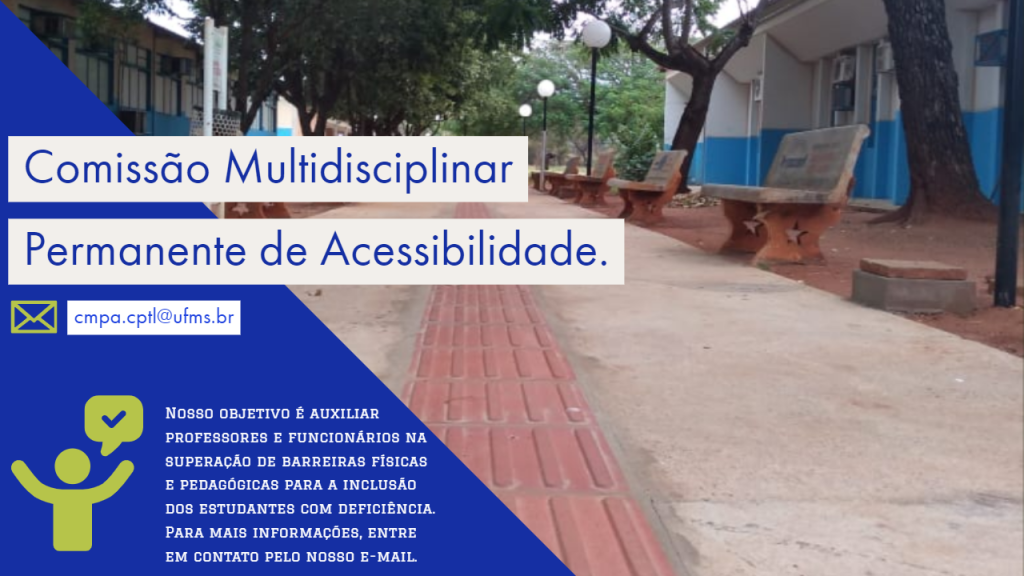 Comissão Multidisciplinar
Permanente de Acessibilidade.
cmpa.cptl@ufms.br
Nosso objetivo é auxiliar
professores e funcionários na
superação de barreiras físicas
e pedagógicas para a inclusão
dos estudantes com deficiência.
Para mais informações, entre
em contato pelo nosso e-mail.